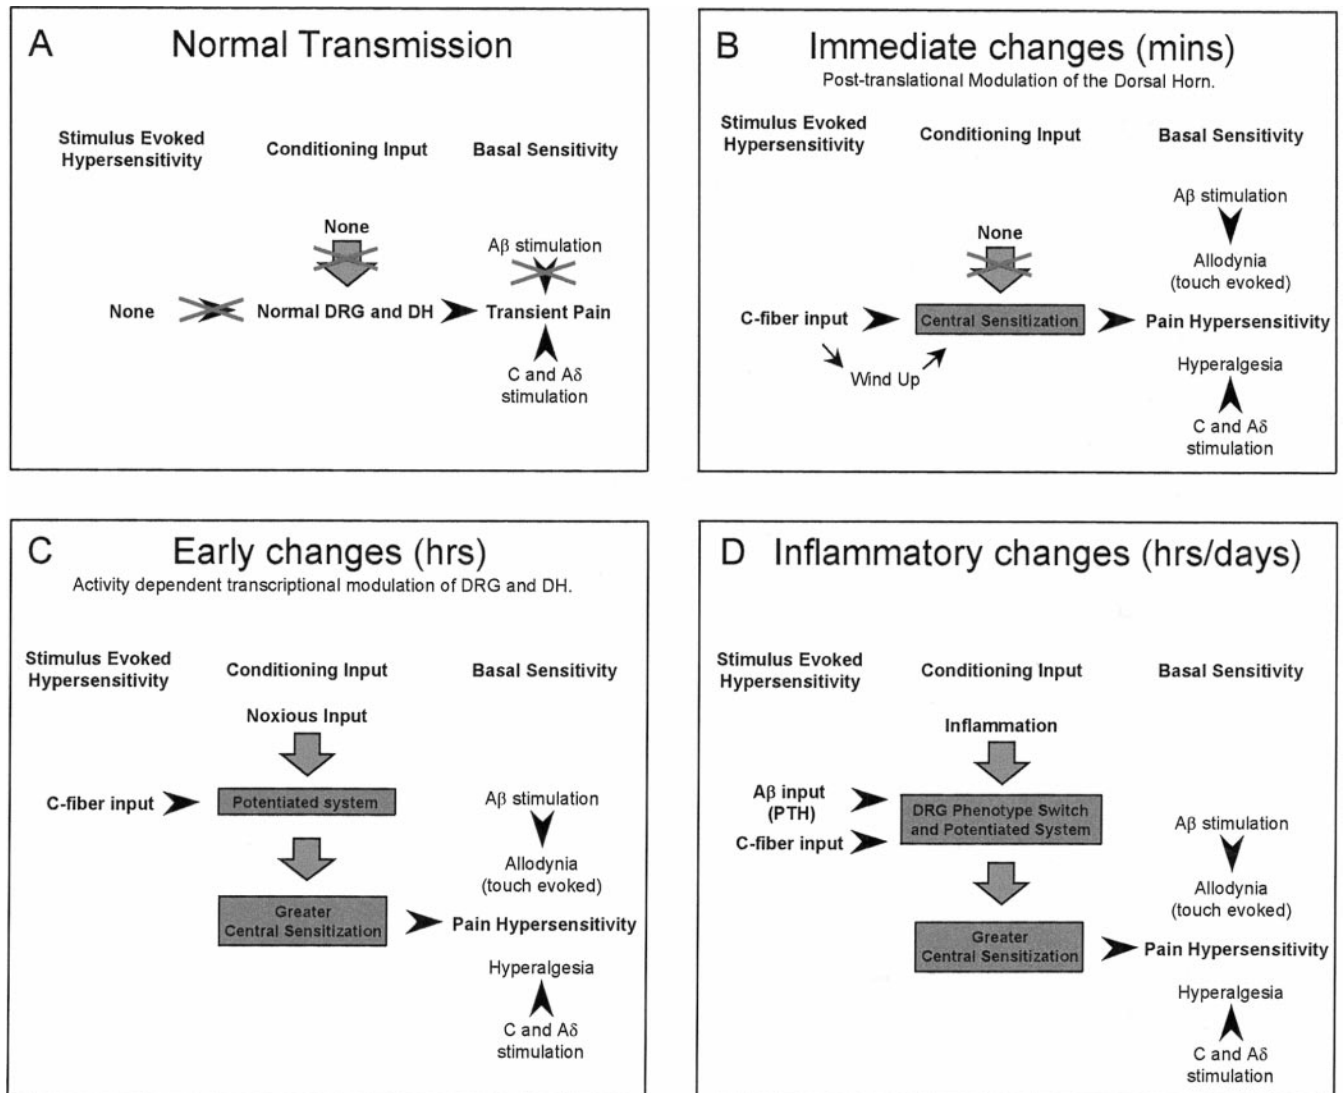 A Normal Transmission
Stimulus Evoked
Hypersensitivity
Conditioning Input
Basal Sensitivity
None
Aβ stimulation
None
Normal DRG and DH
Transient Pain
C and Aδ
stimulation
B Immediate changes (mins)
Post-translational Modulation of the Dorsal Horn.
Stimulus Evoked
Hypersensitivity
Conditioning Input
Basal Sensitivity
Aβ stimulation
None
Allodynia
(touch evoked)
C-fiber input
Central Sensitization
Pain Hypersensitivity
Wind Up
Hyperalgesia
C and Aδ
stimulation
C Early changes (hrs)
Activity dependent transcriptional modulation of DRG and DH.
Stimulus Evoked
Hypersensitivity
Conditioning Input
Basal Sensitivity
Noxious Input
C-fiber input
Potentiated system
Aβ stimulation
Allodynia
(touch evoked)
Greater
Central Sensitization
Pain Hypersensitivity
Hyperalgesia
C and Aδ
stimulation
D Inflammatory changes (hrs/days)
Stimulus Evoked
Hypersensitivity
Conditioning Input
Basal Sensitivity
Inflammation
Aβ input
(PTH)
C-fiber input
DRG Phenotype Switch
and Potentiated System
Aβ stimulation
Allodynia
(touch evoked)
Greater
Central Sensitization
Pain Hypersensitivity
Hyperalgesia
C and Aδ
stimulation